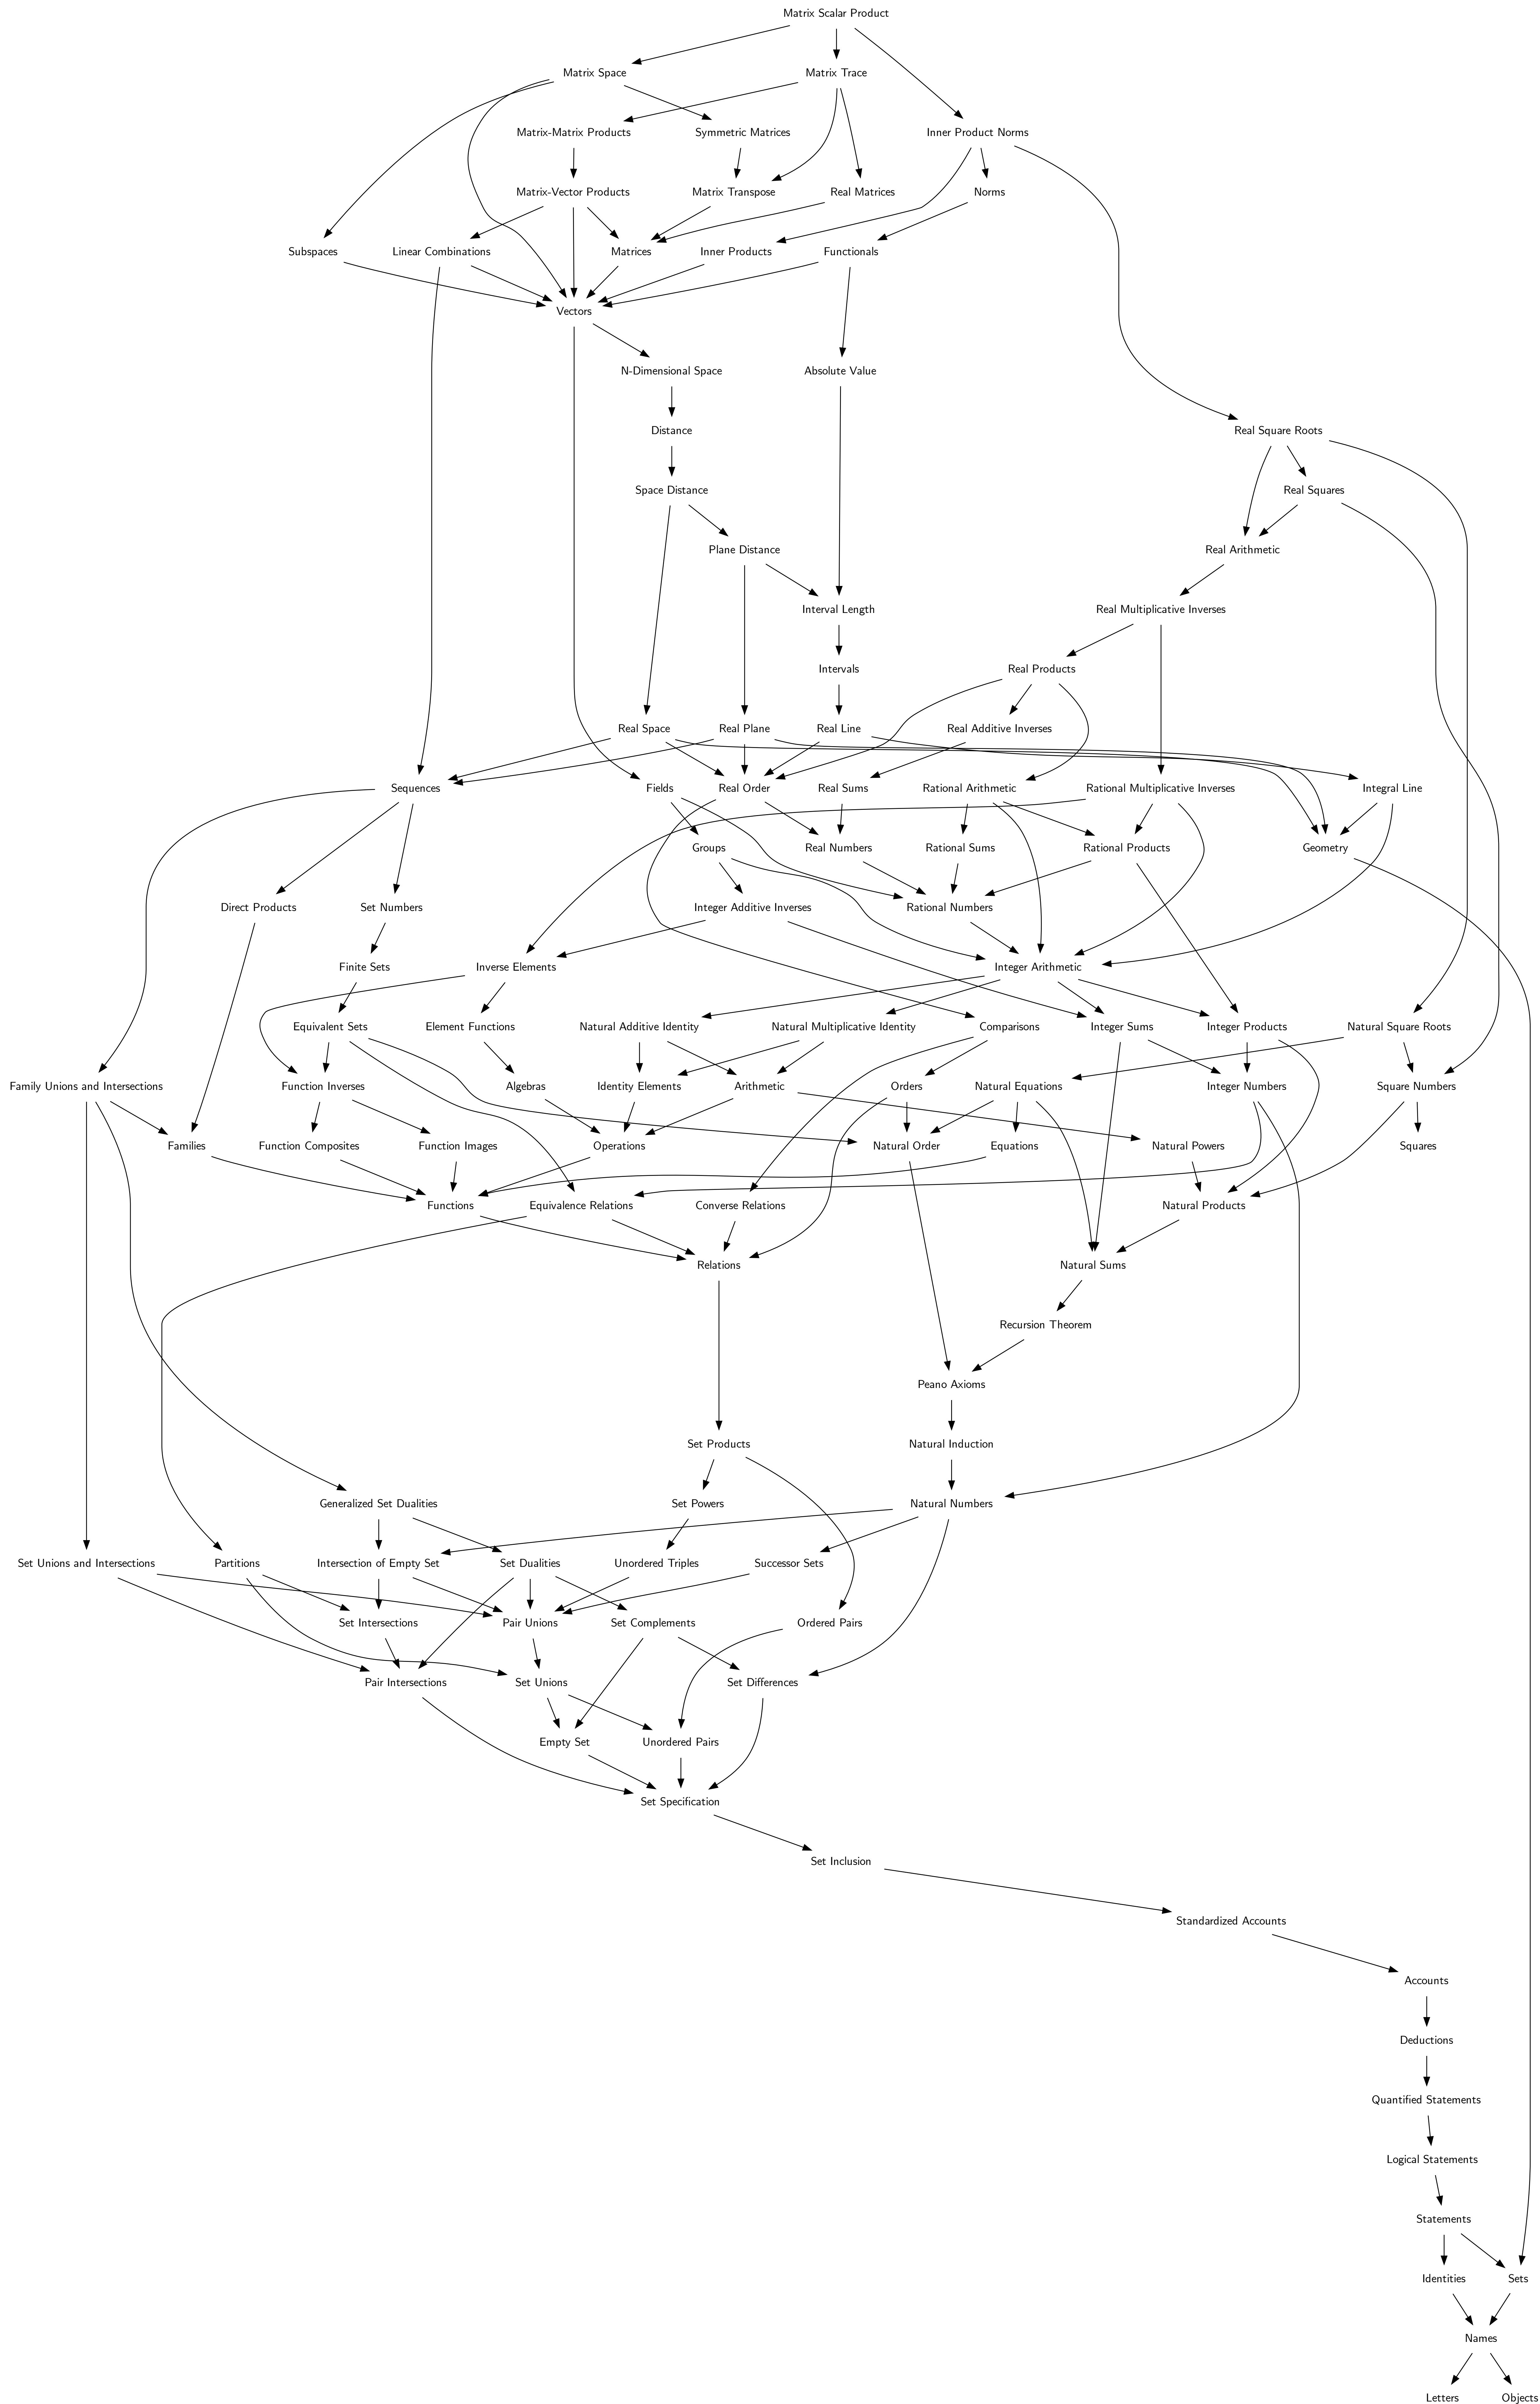 Matrix Scalar Product
Matrix Space
Matrix Trace
Matrix-Matrix Products
Symmetric Matrices
Inner Product Norms
Matrix-Vector Products
Matrix Transpose
Real Matrices
Norms
Subspaces
Linear Combinations
Matrices
Inner Products
Functionals
Vectors
N-Dimensional Space
Absolute Value
Distance
Real Square Roots
Space Distance
Real Squares
Plane Distance
Real Arithmetic
Interval Length
Real Multiplicative Inverses
Intervals
Real Products
Real Space
Real Plane
Real Line
Real Additive Inverses
Sequences
Fields
Real Order
Real Sums
Rational Arithmetic
Rational Multiplicative Inverses
Integral Line
Groups
Real Numbers
Rational Sums
Rational Products
Geometry
Direct Products
Set Numbers
Integer Additive Inverses
Rational Numbers
Finite Sets
Inverse Elements
Integer Arithmetic
Equivalent Sets
Element Functions
Natural Additive Identity
Natural Multiplicative Identity
Comparisons
Integer Sums
Integer Products
Natural Square Roots
Family Unions and Intersections
Function Inverses
Algebras
Identity Elements
Arithmetic
Orders
Natural Equations
Integer Numbers
Square Numbers
Families
Function Composites
Function Images
Operations
Natural Order
Equations
Natural Powers
Squares
Functions
Equivalence Relations
Converse Relations
Natural Products
Relations
Natural Sums
Recursion Theorem
Peano Axioms
Set Products
Natural Induction
Generalized Set Dualities
Set Powers
Natural Numbers
Set Unions and Intersections
Partitions
Intersection of Empty Set
Set Dualities
Unordered Triples
Successor Sets
Set Intersections
Pair Unions
Set Complements
Ordered Pairs
Pair Intersections
Set Unions
Set Differences
Empty Set
Unordered Pairs
Set Specification
Set Inclusion
Standardized Accounts
Accounts
Deductions
Quantified Statements
Logical Statements
Statements
Identities
Sets
Names
Letters
Objects